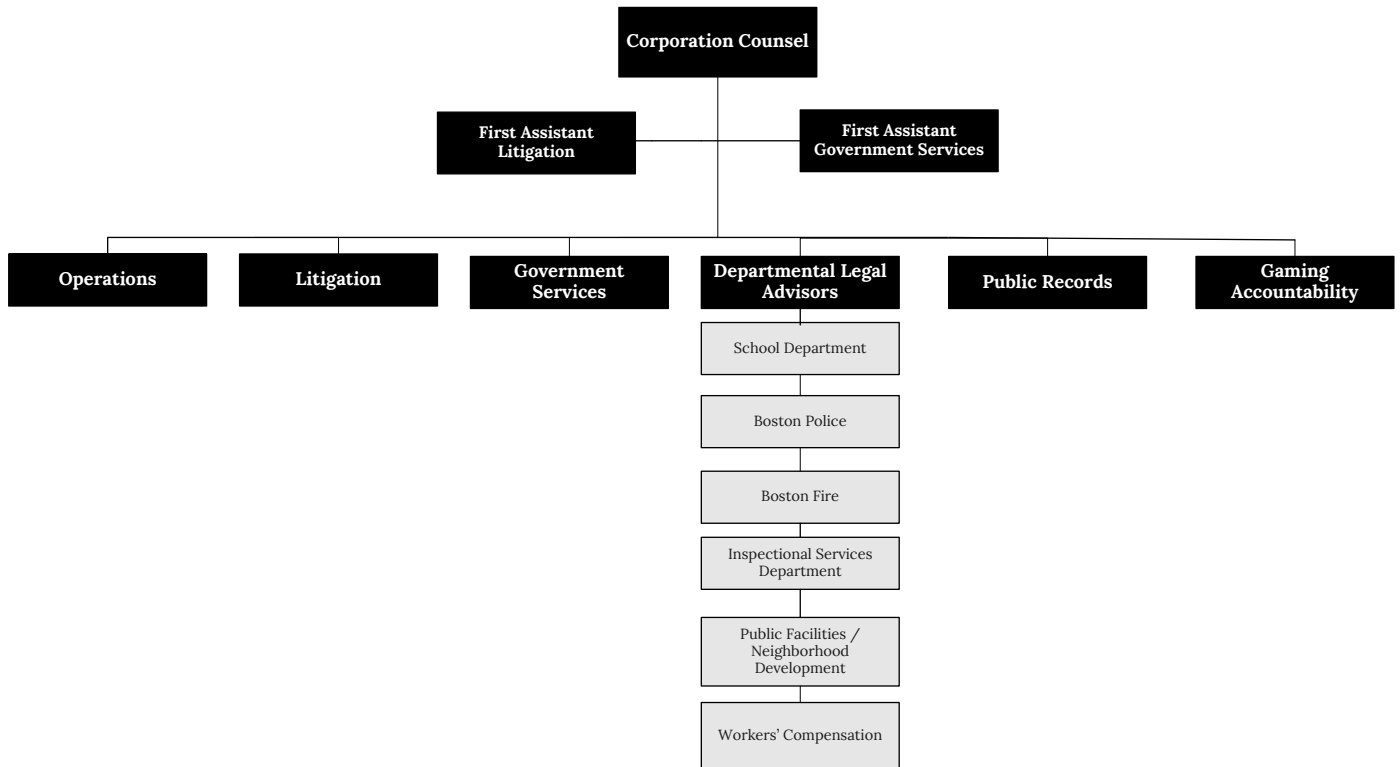 Corporation Counsel
First Assistant
Litigation
First Assistant
Government Services
Operations
Litigation
Government
Services
Departmental Legal
Advisors
Public Records
Gaming
Accountability
School Department
Boston Police
Boston Fire
Inspectional Services
Department
Public Facilities /
Neighborhood
Development
Workers’ Compensation